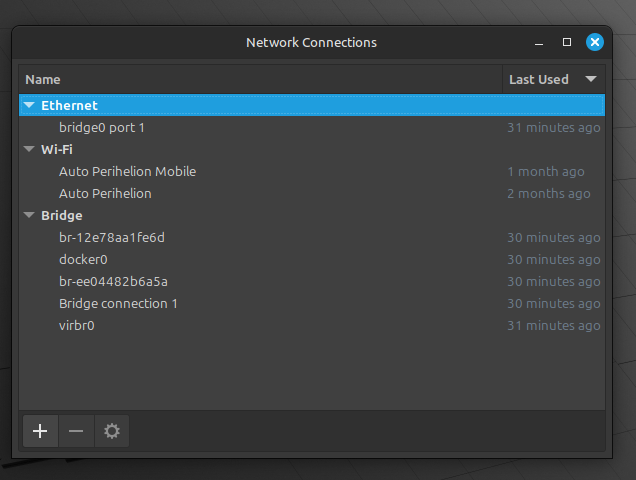 Network Connections
Name Last Used
Ethernet
bridge0 port 1 31 minutes ago
Wi-Fi
Auto Perihelion Mobile 1 month ago
Auto Perihelion 2 months ago
Bridge
br-12e78aa1fe6d 30 minutes ago
docker0 30 minutes ago
br-ee04482b6a5a 30 minutes ago
Bridge connection 1 30 minutes ago
virbr0 31 minutes ago